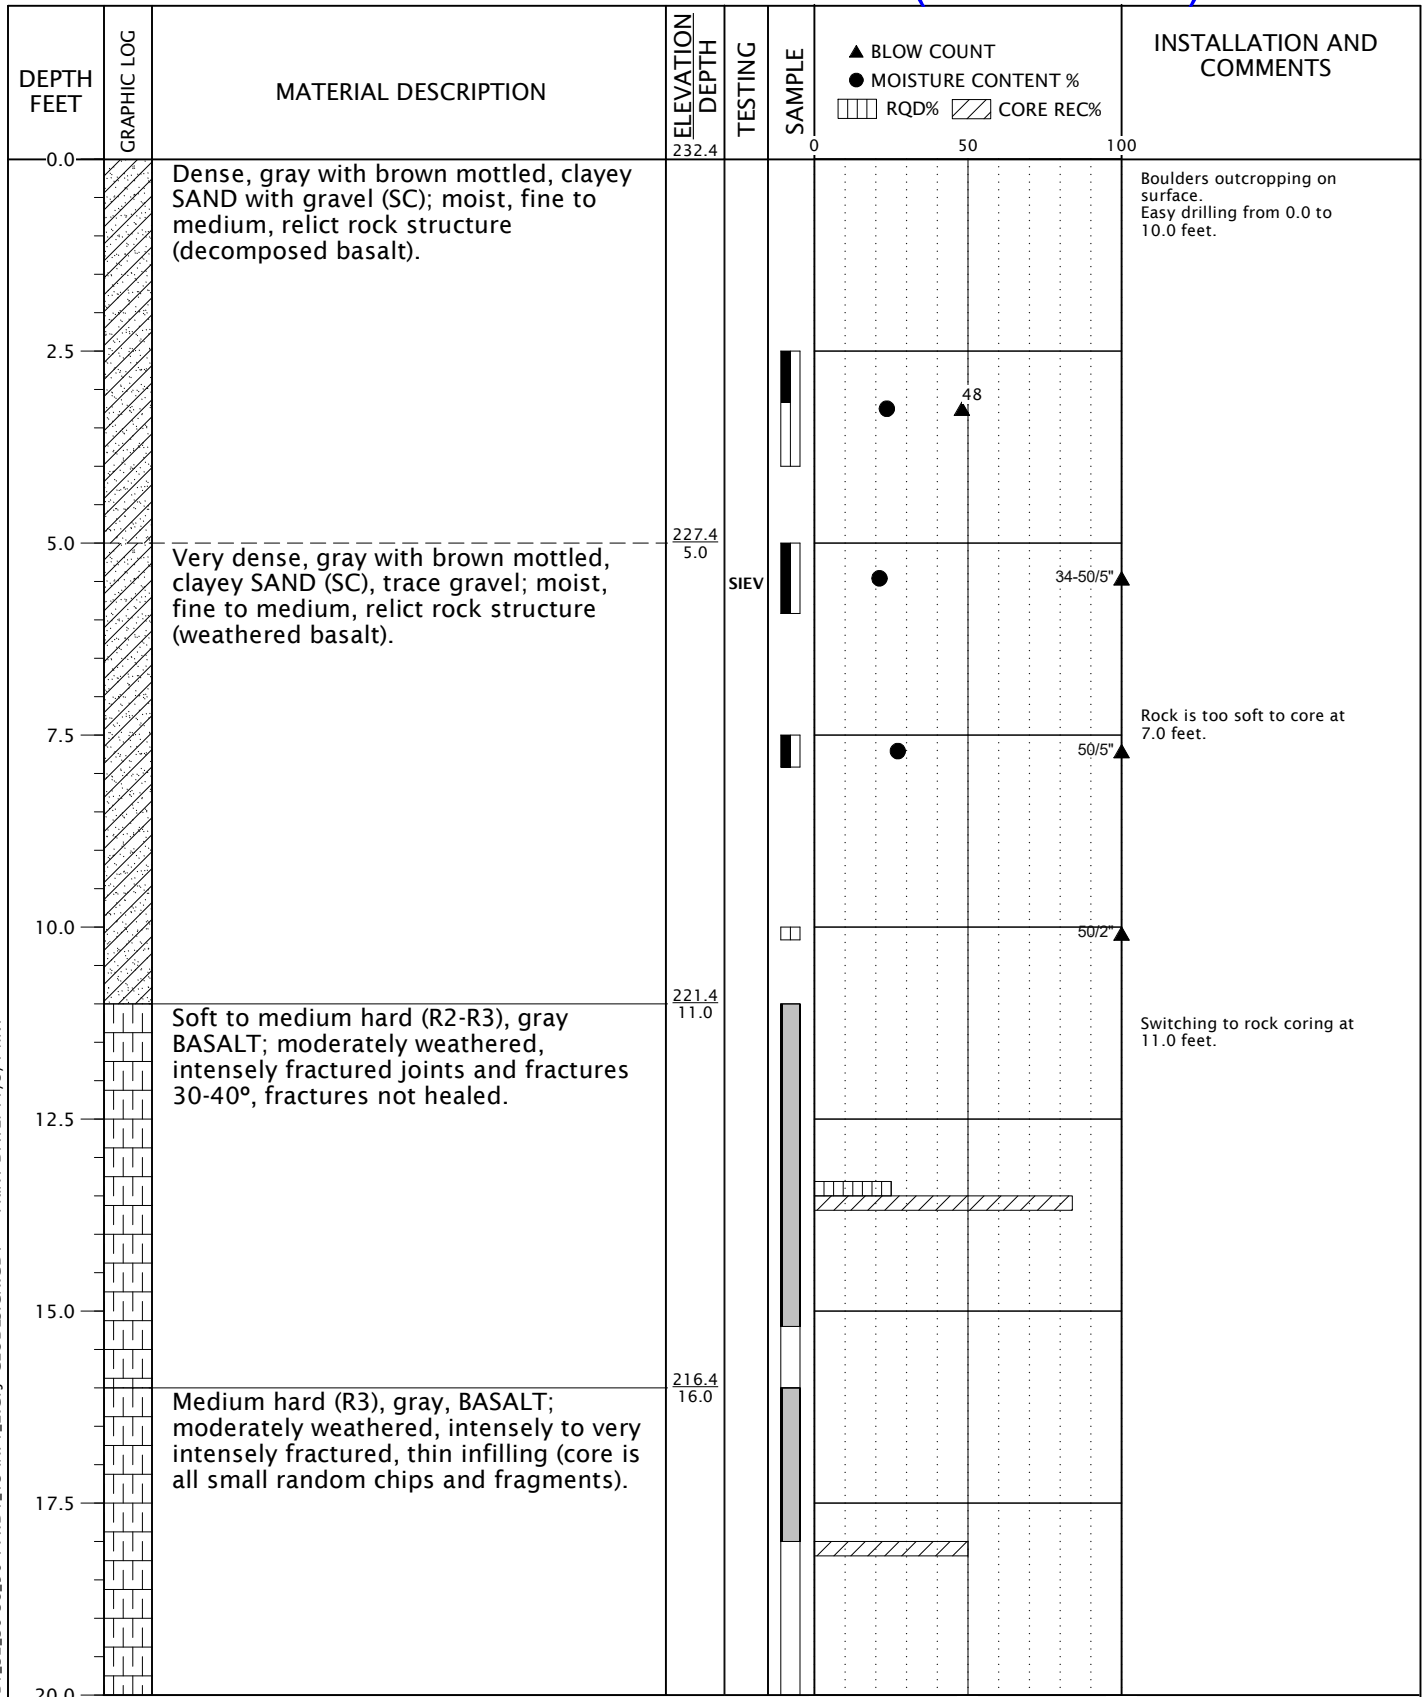 DEPTH
FEET
GRAPHIC LOG
MATERIAL DESCRIPTION
ELEVATION
DEPTH
TESTING
SAMPLE
▲ BLOW COUNT
● MOISTURE CONTENT %
RQD% CORE REC%
INSTALLATION AND
COMMENTS
0 50 100
0.0
232.4
Dense, gray with brown mottled, clayey
SAND with gravel (SC); moist, fine to
medium, relict rock structure
(decomposed basalt).
Boulders outcropping on
surface.
Easy drilling from 0.0 to
10.0 feet.
2.5
48
5.0
227.4
5.0
Very dense, gray with brown mottled,
clayey SAND (SC), trace gravel; moist,
fine to medium, relict rock structure
(weathered basalt).
SIEV
34-50/5"
7.5
50/5"
Rock is too soft to core at
7.0 feet.
10.0
50/2"
221.4
11.0
Soft to medium hard (R2-R3), gray
BASALT; moderately weathered,
intensely fractured joints and fractures
30-40º, fractures not healed.
Switching to rock coring at
11.0 feet.
12.5
15.0
216.4
16.0
Medium hard (R3), gray, BASALT;
moderately weathered, intensely to very
intensely fractured, thin infilling (core is
all small random chips and fragments).
17.5
20.0